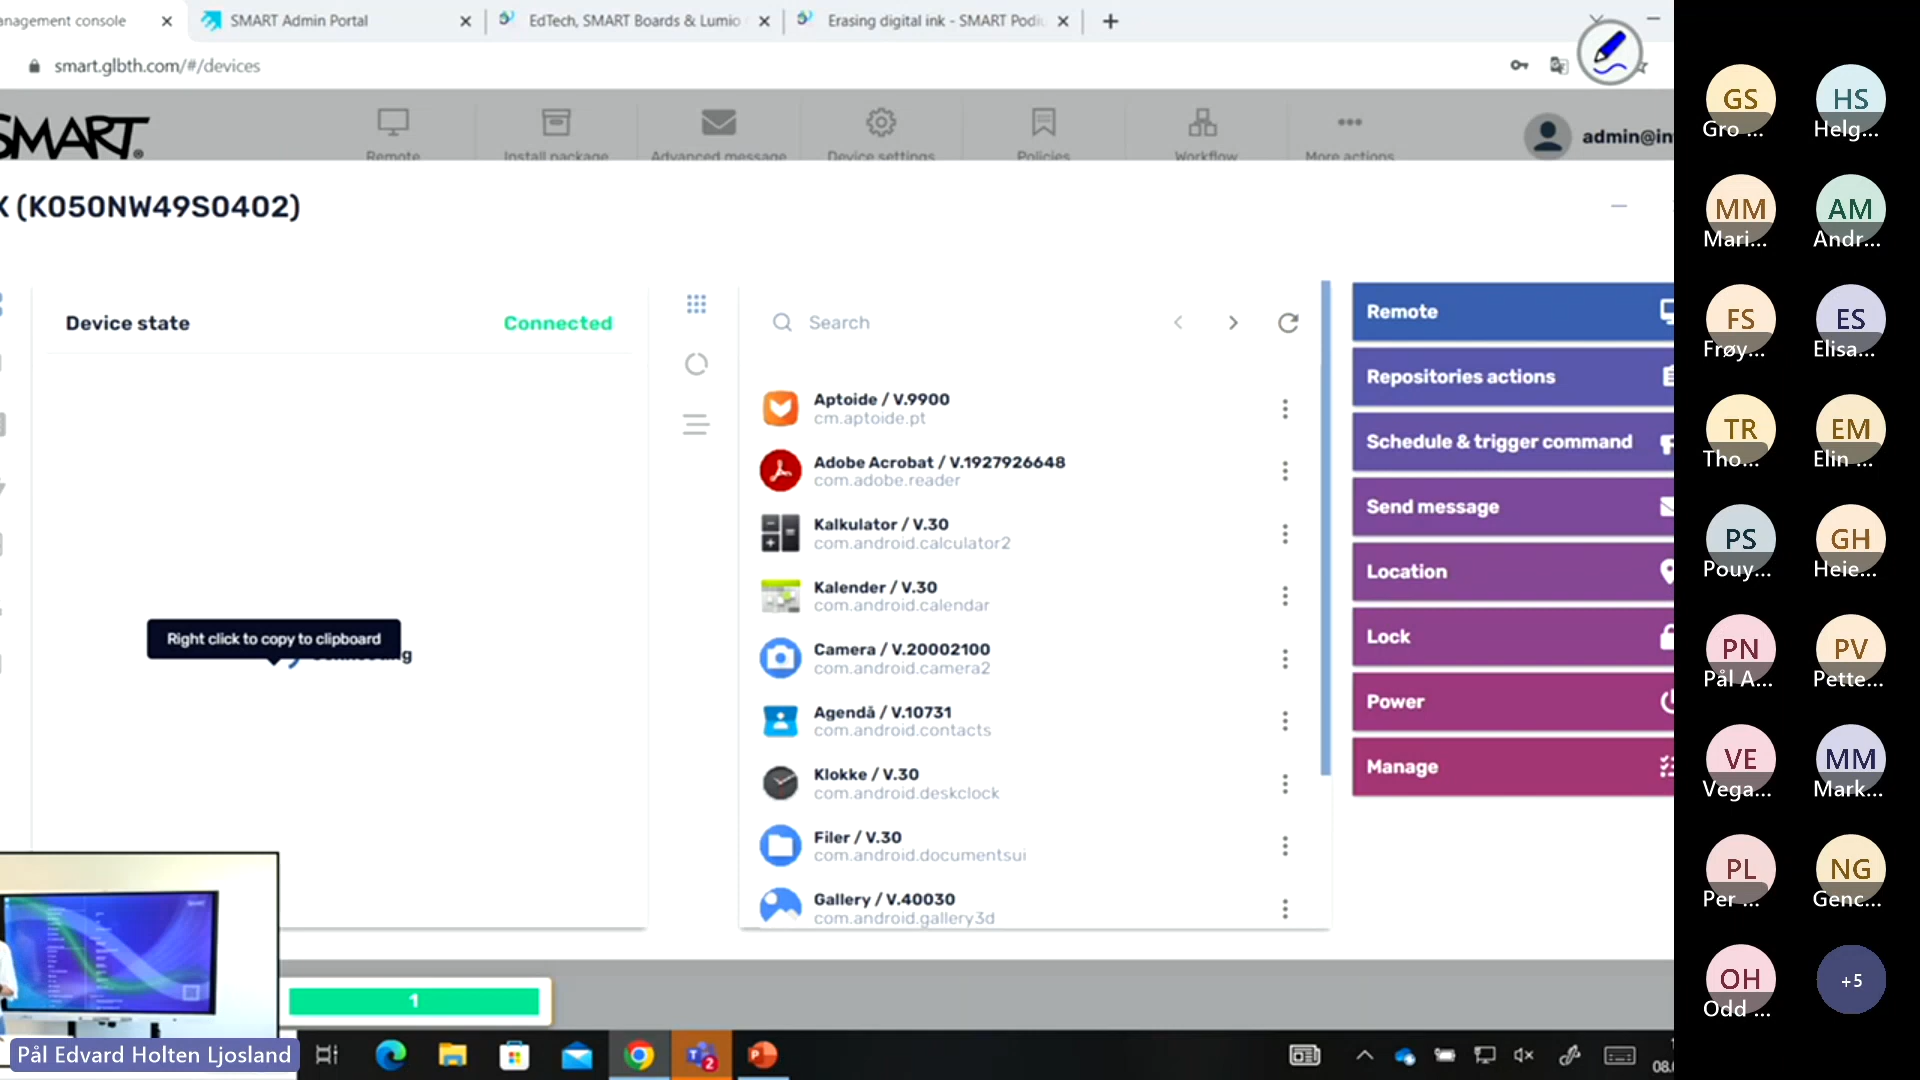 anagement console
SMART Admin Portal
EdTech, SMART Boards & Lumio
Erasing digital ink - SMART Podi
smart.glbth.com/#/devices
SMART
Remote
Install package
Advanced message
Device settings
Policies
Workflow
More actions
admin@in
X (K050NW49S0402)
Device state
Connected
Right click to copy to clipboard
Search
Aptoide / V.9900
cm.aptoide.pt
Adobe Acrobat / V.1927926648
com.adobe.reader
Kalkulator / V.30
com.android.calculator2
Kalender / V.30
com.android.calendar
Camera / V.20002100
com.android.camera2
Agendă / V.10731
com.android.contacts
Klokke / V.30
com.android.deskclock
Filer / V.30
com.android.documentsui
Gallery / V.40030
com.android.gallery3d
Remote
Repositories actions
Schedule & trigger command
Send message
Location
Lock
Power
Manage
1
Pål Edvard Holten Ljosland
2
08.
GS
Gro ...
HS
Helg...
MM
Mari...
AM
Andr...
FS
Frøy...
ES
Elisa...
TR
Tho...
EM
Elin ...
PS
Pouy...
GH
Heie...
PN
Pål A...
PV
Pette...
VE
Vega...
MM
Mark...
PL
Per ...
NG
Genc...
OH
Odd ...
+5